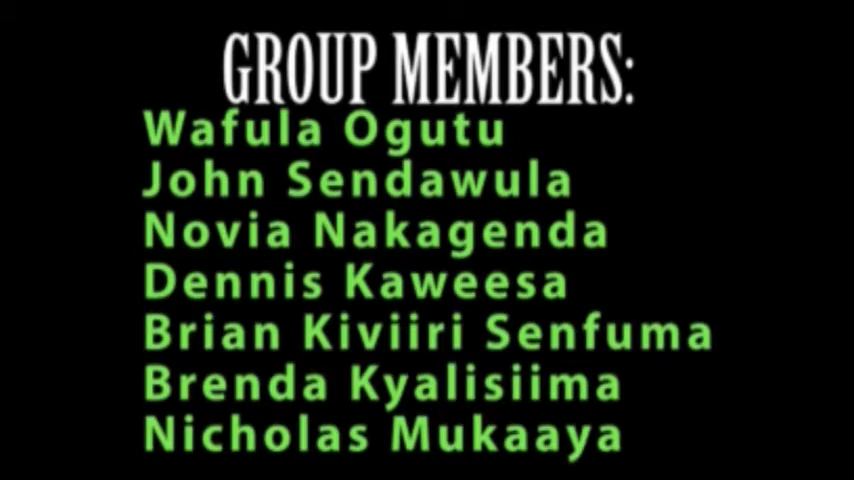 GROUP MEMBERS:
Wafula Ogutu
John Sendawula
Novia Nakagenda
Dennis Kaweesa
Brian Kiviiri Senfuma
Brenda Kyalisiima
Nicholas Mukaaya